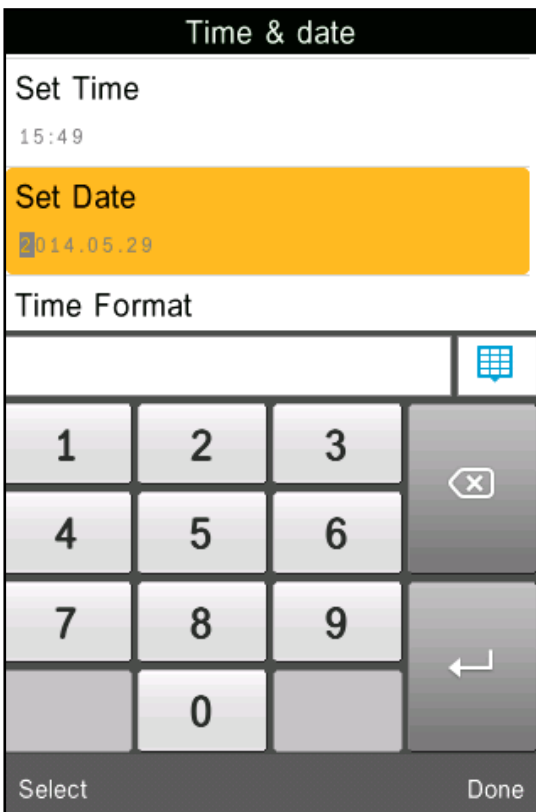 Time & date
Set Time
15:49
Set Date
2014.05.29
Time Format
1 2 3
4 5 6
7 8 9
0
Select Done